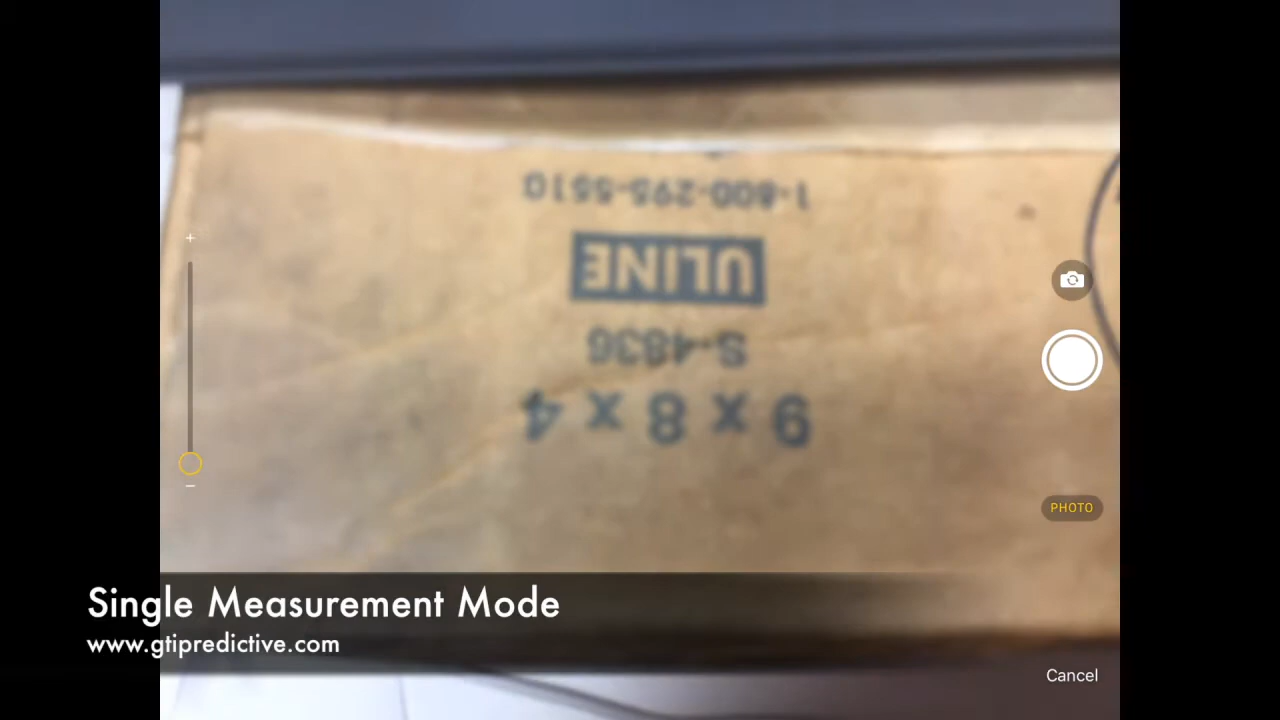 9 x 8 x 4
S-4836
ULINE
1-800-295-5510
PHOTO
Single Measurement Mode
www.gtipredictive.com
Cancel